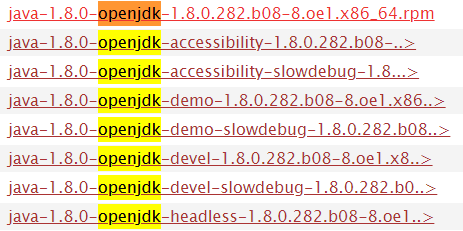 java-1.8.0-openjdk-1.8.0.282.b08-8.oe1.x86_64.rpm
java-1.8.0-openjdk-accessibility-1.8.0.282.b08-..>
java-1.8.0-openjdk-accessibility-slowdebug-1.8...>
java-1.8.0-openjdk-demo-1.8.0.282.b08-8.oe1.x86..>
java-1.8.0-openjdk-demo-slowdebug-1.8.0.282.b08..>
java-1.8.0-openjdk-devel-1.8.0.282.b08-8.oe1.x8..>
java-1.8.0-openjdk-devel-slowdebug-1.8.0.282.b0..>
java-1.8.0-openjdk-headless-1.8.0.282.b08-8.oe1..>